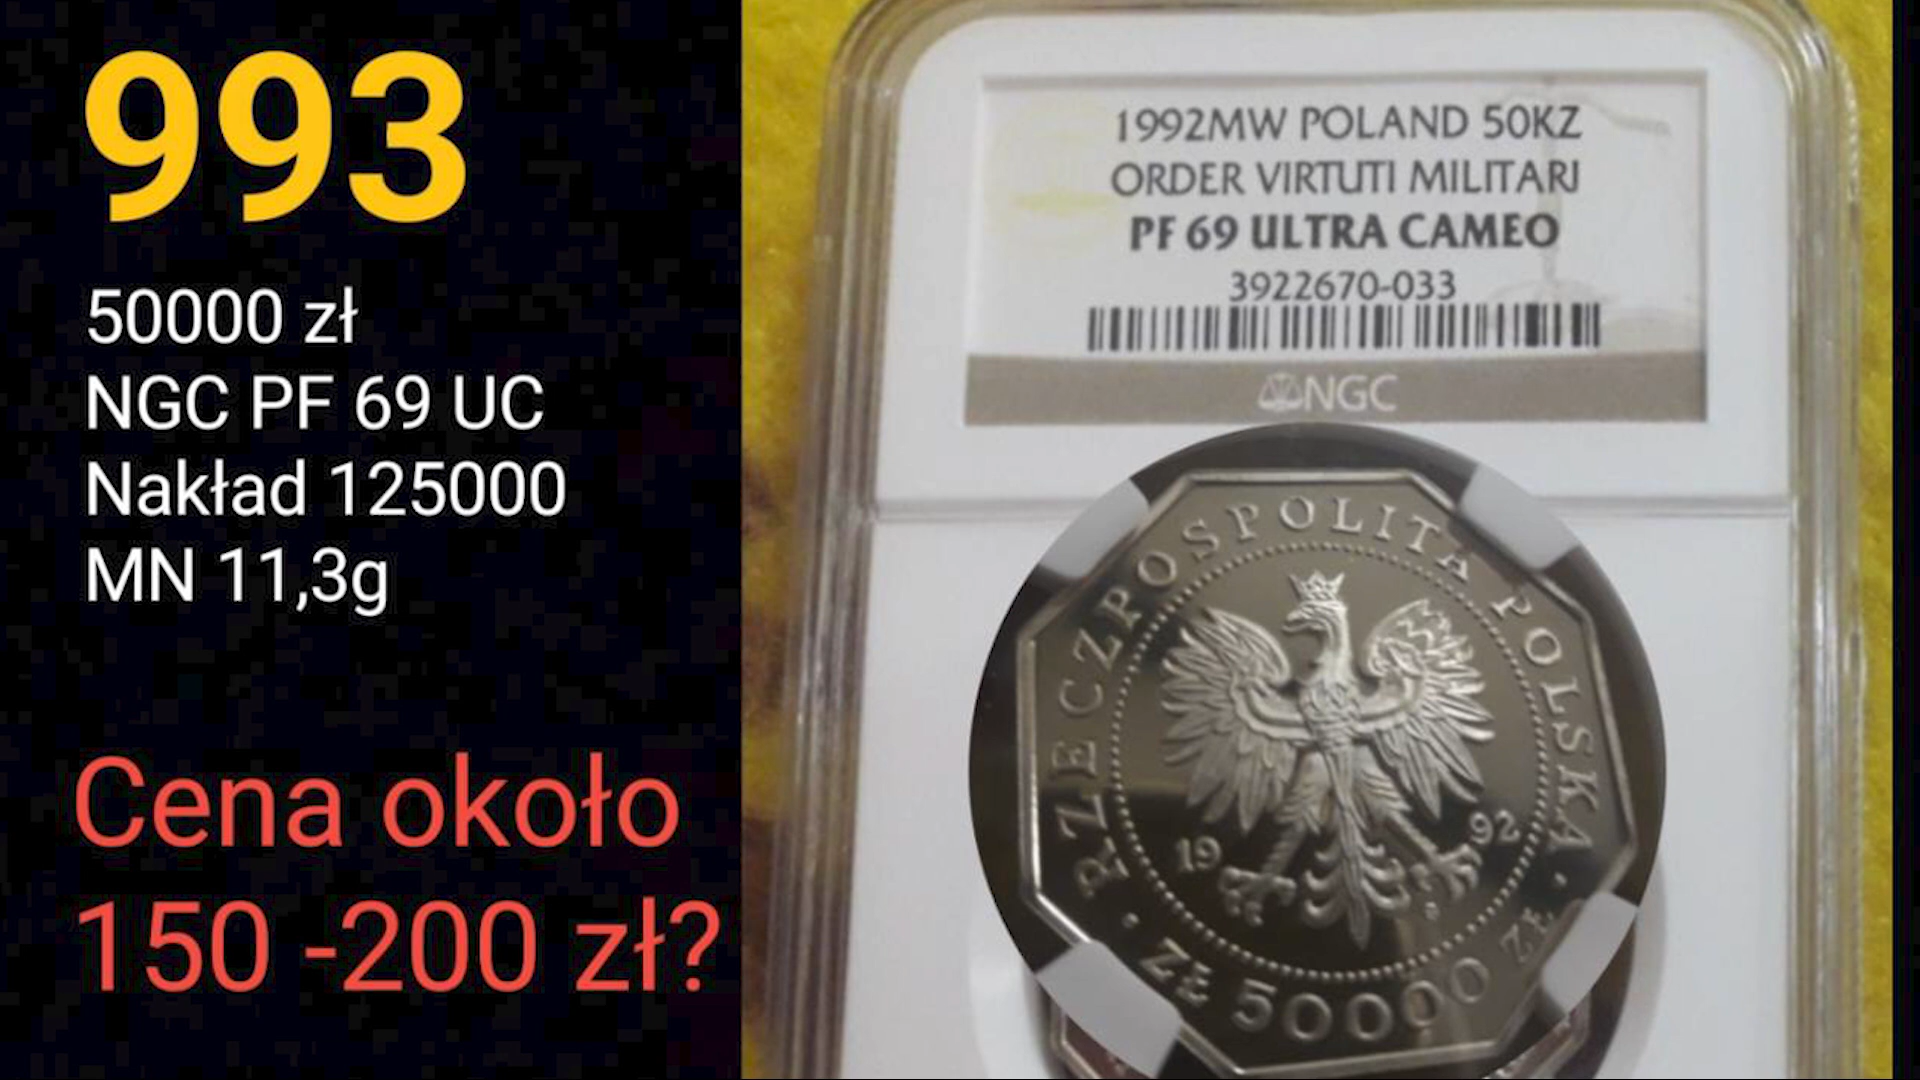 993
50000 zł
NGC PF 69 UC
Nakład 125000
MN 11,3g
Cena około
150 -200 zł?
1992MW POLAND 50KZ
ORDER VIRTUTI MILITARI
PF 69 ULTRA CAMEO
3922670-033
NGC
RZECZPOSPOLITA POLSKA
19 92
· ZŁ 50000 ZŁ ·